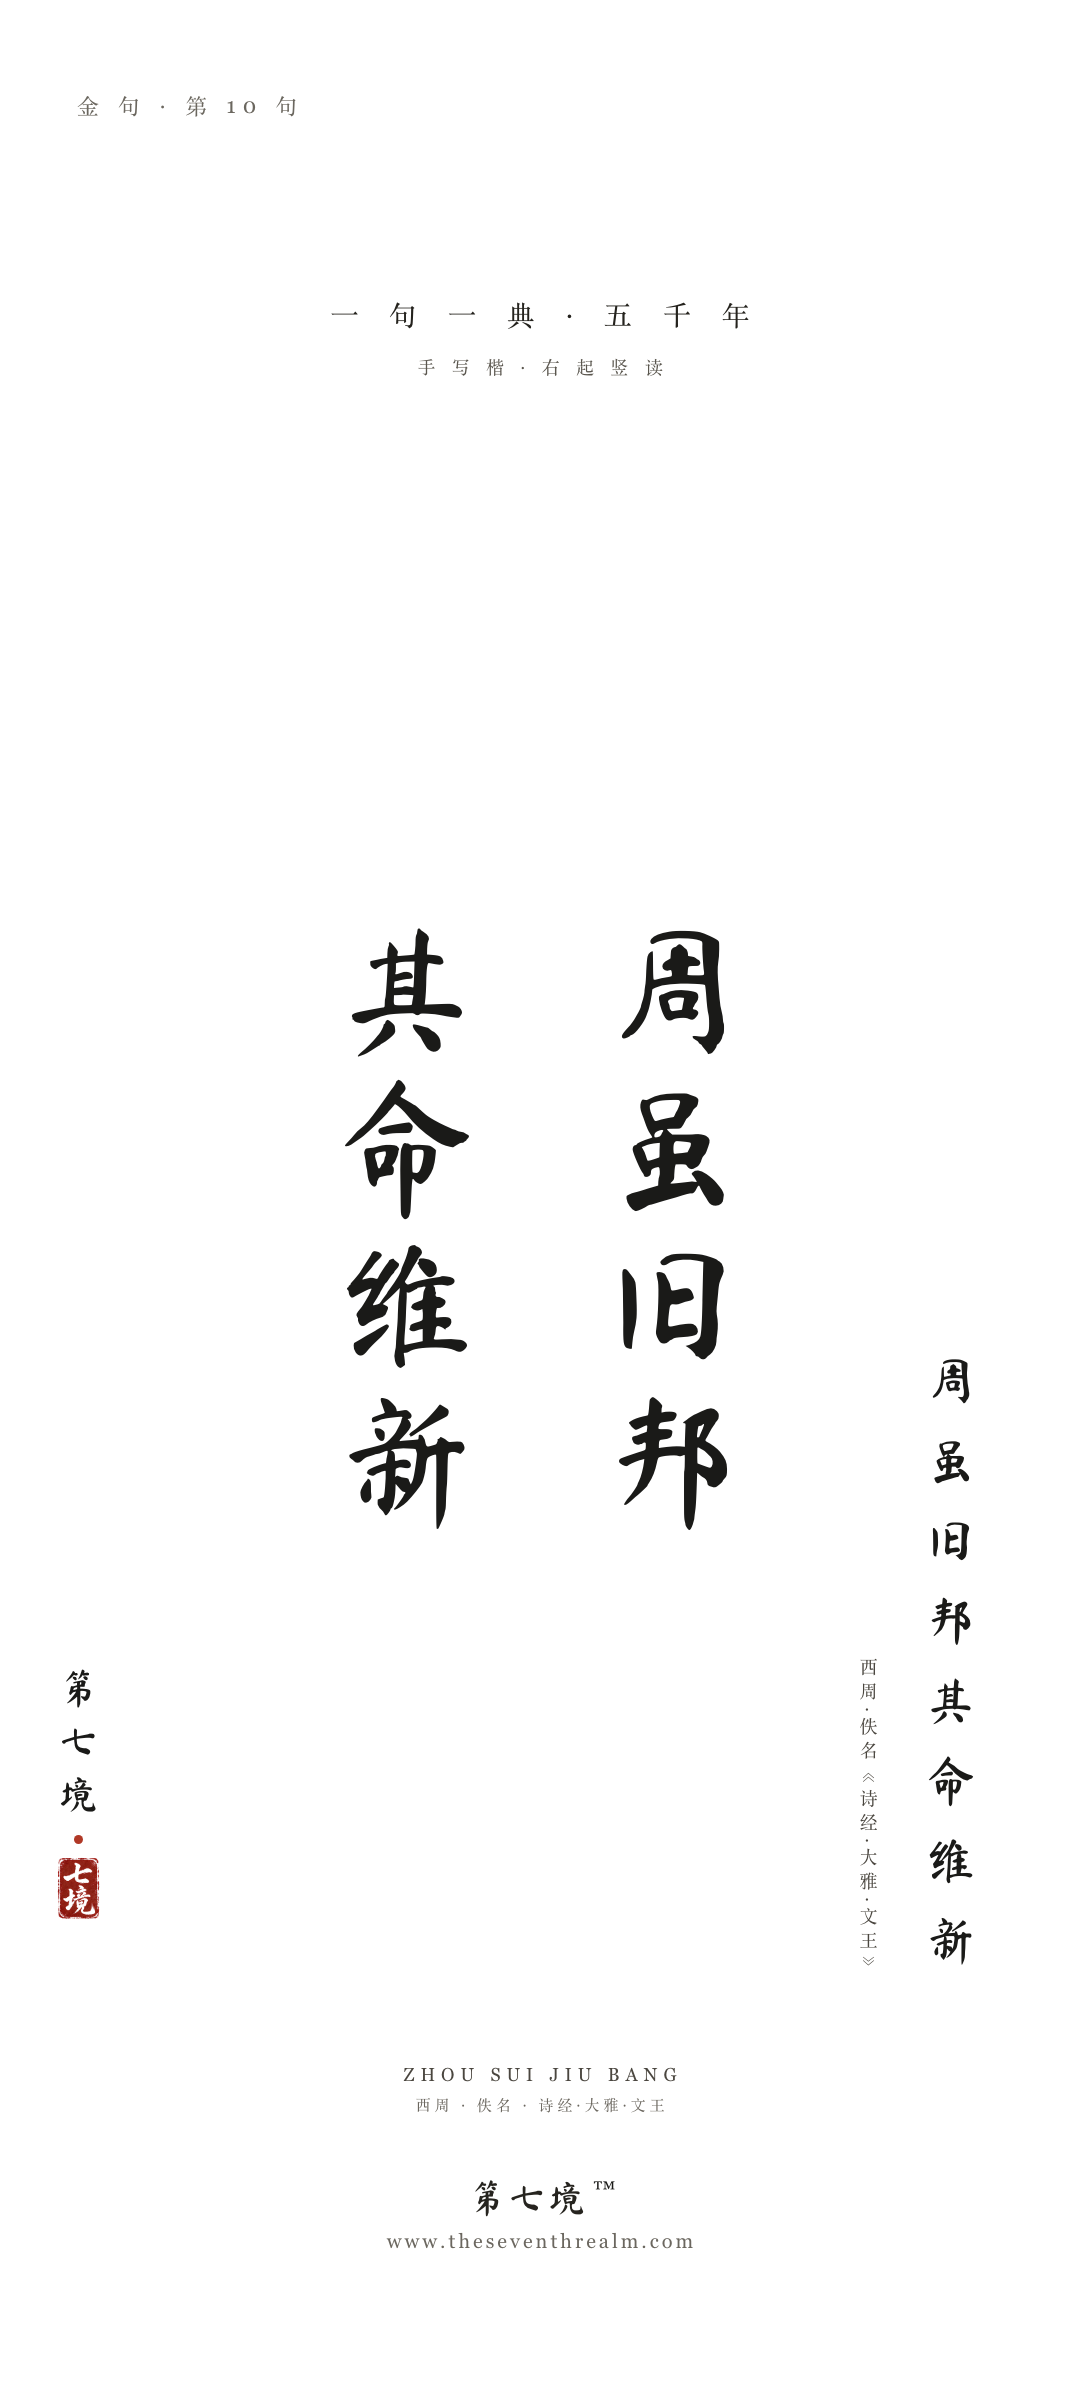 金句·第10句
一句一典·五千年
手写楷·右起竖读
周虽旧邦
其命维新
周虽旧邦其命维新
西周·佚名《诗经·大雅·文王》
第七境
七境
ZHOU SUI JIU BANG
西周 · 佚名 · 诗经·大雅·文王
第七境™
www.theseventhrealm.com